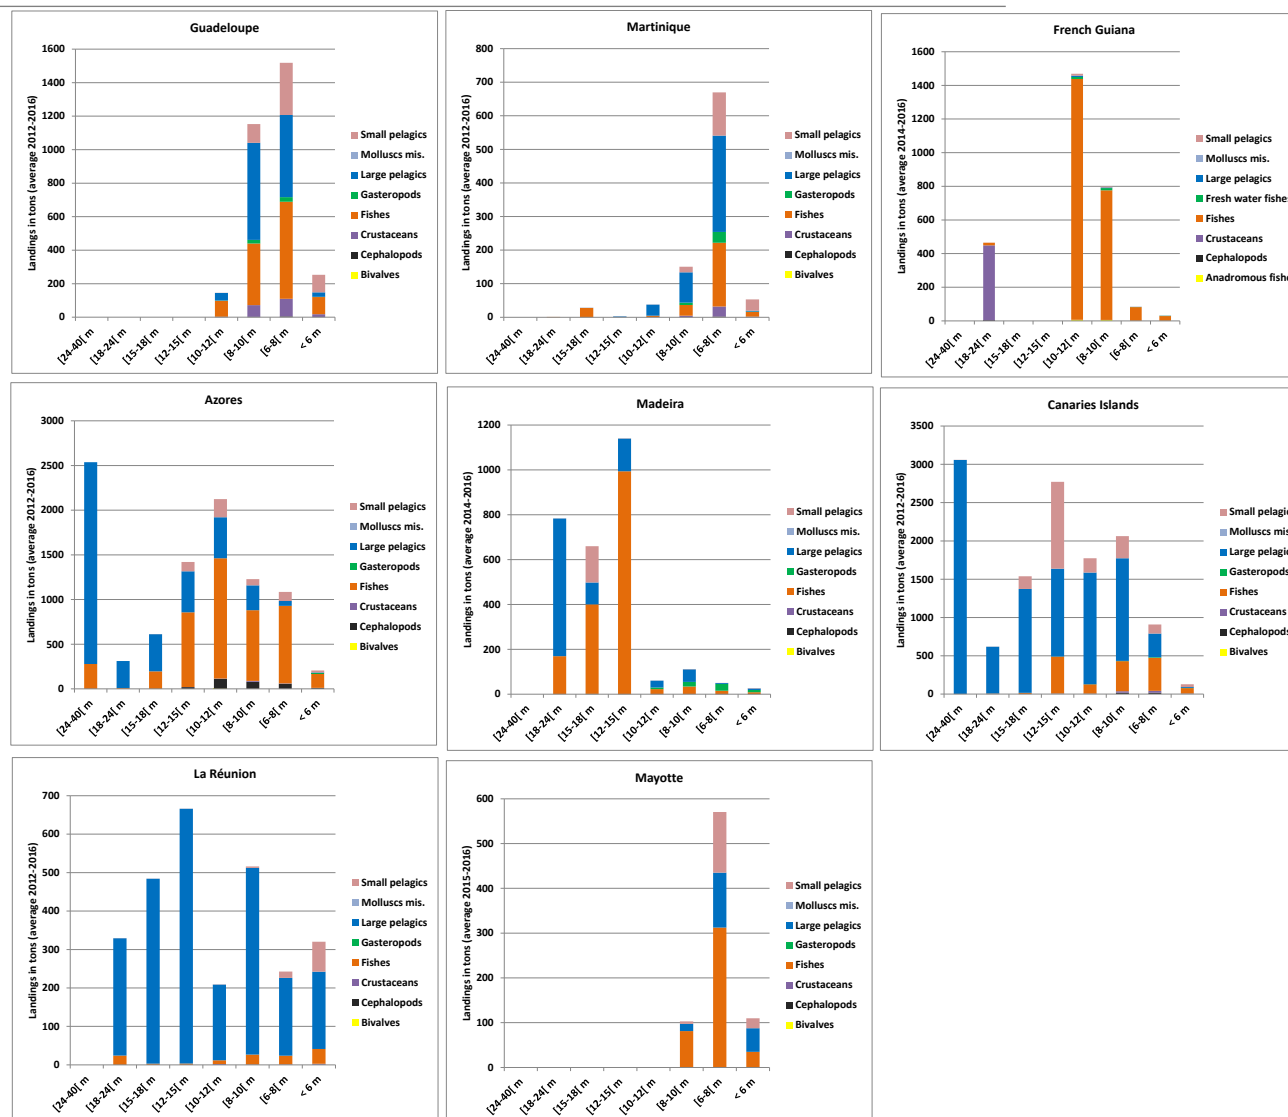 Guadeloupe
Landings in tons (average 2012-2016)
1600
1400
1200
1000
800
600
400
200
0
[24-40[ m
[18-24[ m
[15-18[ m
[12-15[ m
[10-12[ m
[8-10[ m
[6-8[ m
< 6 m
Small pelagics
Molluscs mis.
Large pelagics
Gasteropods
Fishes
Crustaceans
Cephalopods
Bivalves
Martinique
Landings in tons (average 2012-2016)
800
700
600
500
400
300
200
100
0
[24-40[ m
[18-24[ m
[15-18[ m
[12-15[ m
[10-12[ m
[8-10[ m
[6-8[ m
< 6 m
Small pelagics
Molluscs mis.
Large pelagics
Gasteropods
Fishes
Crustaceans
Cephalopods
Bivalves
French Guiana
Landings in tons (average 2014-2016)
1600
1400
1200
1000
800
600
400
200
0
[24-40[ m
[18-24[ m
[15-18[ m
[12-15[ m
[10-12[ m
[8-10[ m
[6-8[ m
< 6 m
Small pelagics
Molluscs mis.
Large pelagics
Fresh water fishes
Fishes
Crustaceans
Cephalopods
Anadromous fishe
Azores
Landings in tons (average 2012-2016)
3000
2500
2000
1500
1000
500
0
[24-40[ m
[18-24[ m
[15-18[ m
[12-15[ m
[10-12[ m
[8-10[ m
[6-8[ m
< 6 m
Small pelagics
Molluscs mis.
Large pelagics
Gasteropods
Fishes
Crustaceans
Cephalopods
Bivalves
Madeira
Landings in tons (average 2014-2016)
1200
1000
800
600
400
200
0
[24-40[ m
[18-24[ m
[15-18[ m
[12-15[ m
[10-12[ m
[8-10[ m
[6-8[ m
< 6 m
Small pelagics
Molluscs mis.
Large pelagics
Gasteropods
Fishes
Crustaceans
Cephalopods
Bivalves
Canaries Islands
Landings in tons (average 2012-2016)
3500
3000
2500
2000
1500
1000
500
0
[24-40[ m
[18-24[ m
[15-18[ m
[12-15[ m
[10-12[ m
[8-10[ m
[6-8[ m
< 6 m
Small pelagic
Molluscs mis
Large pelagic
Gasteropods
Fishes
Crustaceans
Cephalopods
Bivalves
La Réunion
Landings in tons (average 2012-2016)
700
600
500
400
300
200
100
0
[24-40[ m
[18-24[ m
[15-18[ m
[12-15[ m
[10-12[ m
[8-10[ m
[6-8[ m
< 6 m
Small pelagics
Molluscs mis.
Large pelagics
Gasteropods
Fishes
Crustaceans
Cephalopods
Bivalves
Mayotte
Landings in tons (average 2015-2016)
600
500
400
300
200
100
0
[24-40[ m
[18-24[ m
[15-18[ m
[12-15[ m
[10-12[ m
[8-10[ m
[6-8[ m
< 6 m
Small pelagics
Molluscs mis.
Large pelagics
Gasteropods
Fishes
Crustaceans
Cephalopods
Bivalves